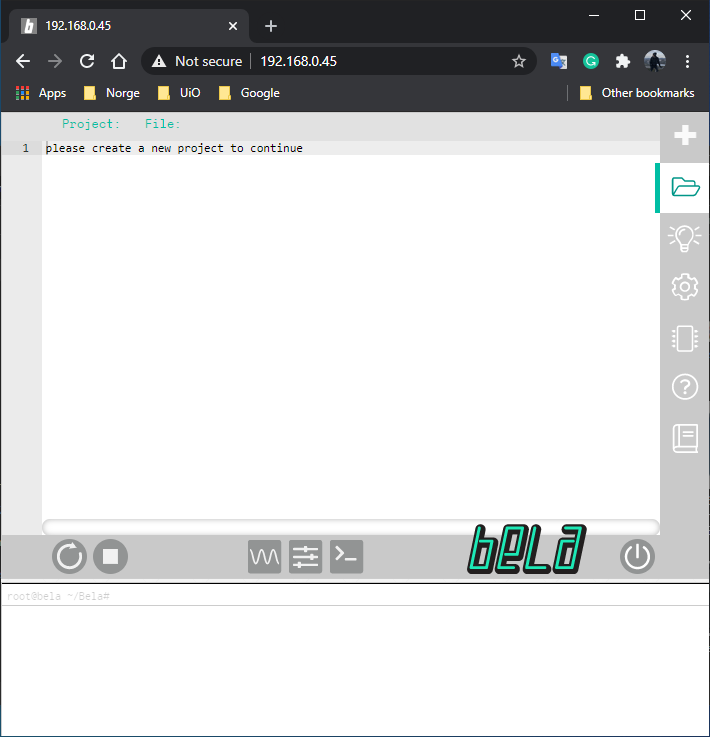 192.168.0.45
Not secure 192.168.0.45
Apps Norge UiO Google Other bookmarks
Project: File:
1 please create a new project to continue
bela
root@bela ~/Bela#